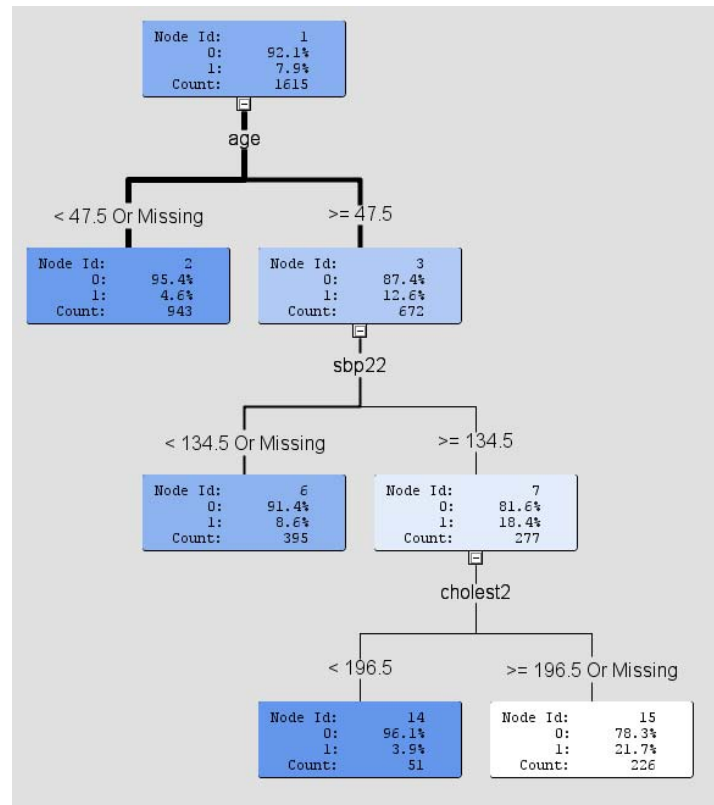 Node Id: 1
0: 92.1%
1: 7.9%
Count: 1615
age
< 47.5 Or Missing
>= 47.5
Node Id: 2
0: 95.4%
1: 4.6%
Count: 943
Node Id: 3
0: 87.4%
1: 12.6%
Count: 672
sbp22
< 134.5 Or Missing
>= 134.5
Node Id: 6
0: 91.4%
1: 8.6%
Count: 395
Node Id: 7
0: 81.6%
1: 18.4%
Count: 277
cholest2
< 196.5
>= 196.5 Or Missing
Node Id: 14
0: 96.1%
1: 3.9%
Count: 51
Node Id: 15
0: 78.3%
1: 21.7%
Count: 226